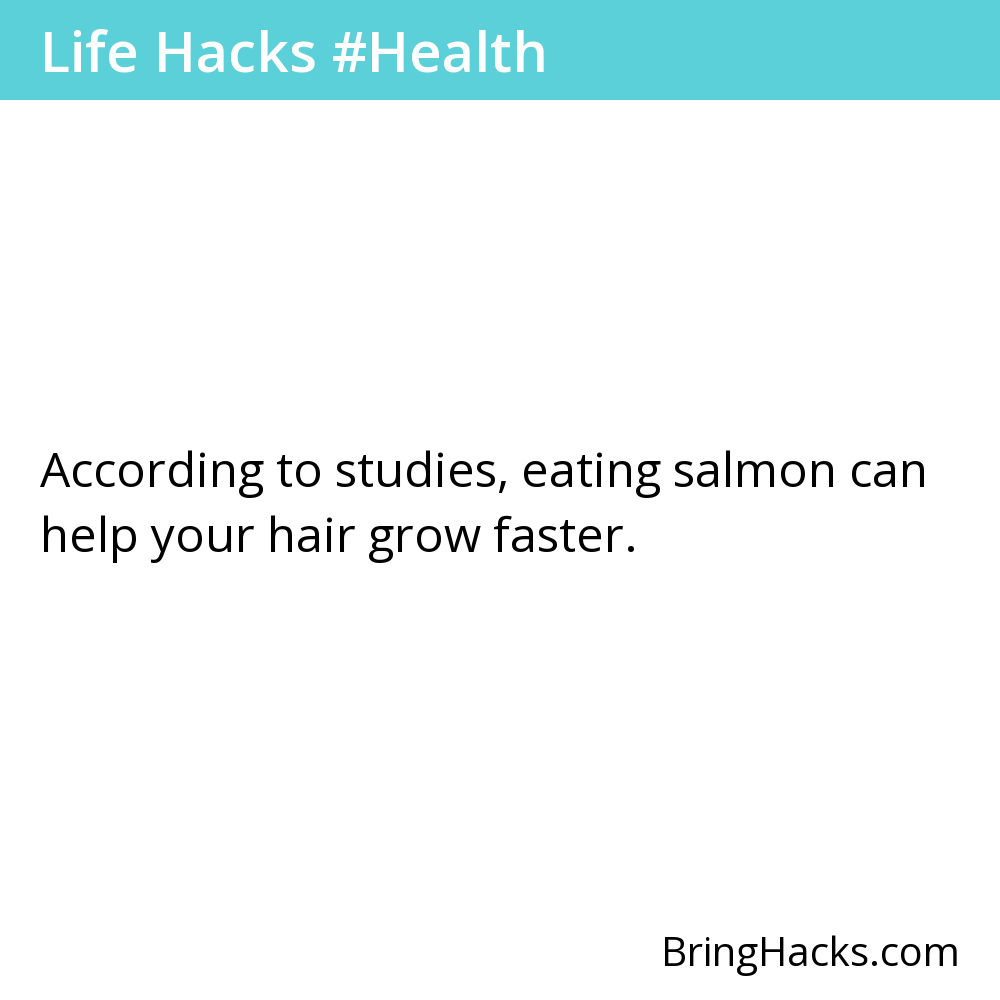 Life Hacks #Health
According to studies, eating salmon can
help your hair grow faster.
BringHacks.com